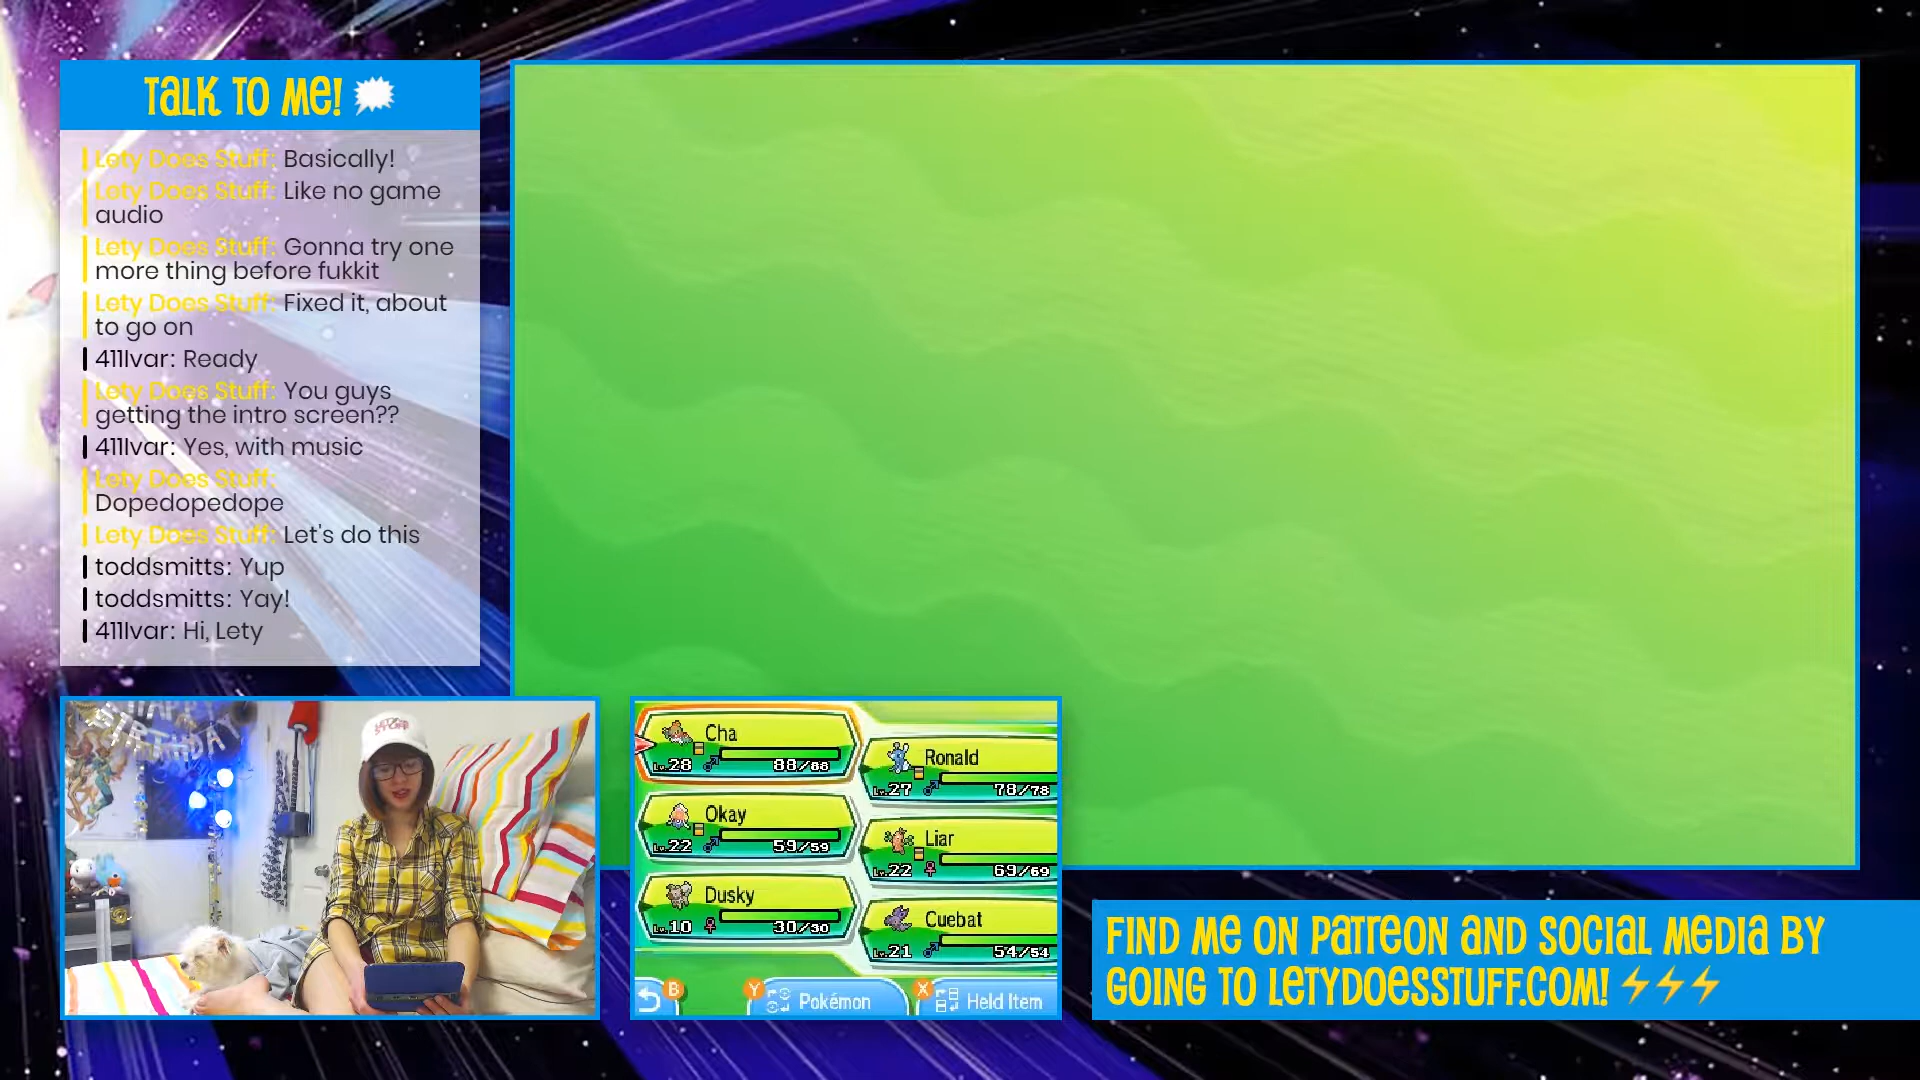 TALK TO ME!
Lety Does Stuff: Basically!
Lety Does Stuff: Like no game
audio
Lety Does Stuff: Gonna try one
more thing before fukkit
Lety Does Stuff: Fixed it, about
to go on
411Ivar: Ready
Lety Does Stuff: You guys
getting the intro screen??
411Ivar: Yes, with music
Lety Does Stuff:
Dopedopedope
Lety Does Stuff: Let's do this
toddsmitts: Yup
toddsmitts: Yay!
411Ivar: Hi, Lety
BIRTHDAY
Cha
Lv.28 88/88
Ronald
Lv.27 78/78
Okay
Lv.22 59/59
Liar
Lv.22 69/69
Dusky
Lv.10 30/30
Cuebat
Lv.21 54/54
B
Y Pokémon
X Held Item
FIND ME ON PATREON AND SOCIAL MEDIA BY
GOING TO LETYDOESSTUFF.COM!